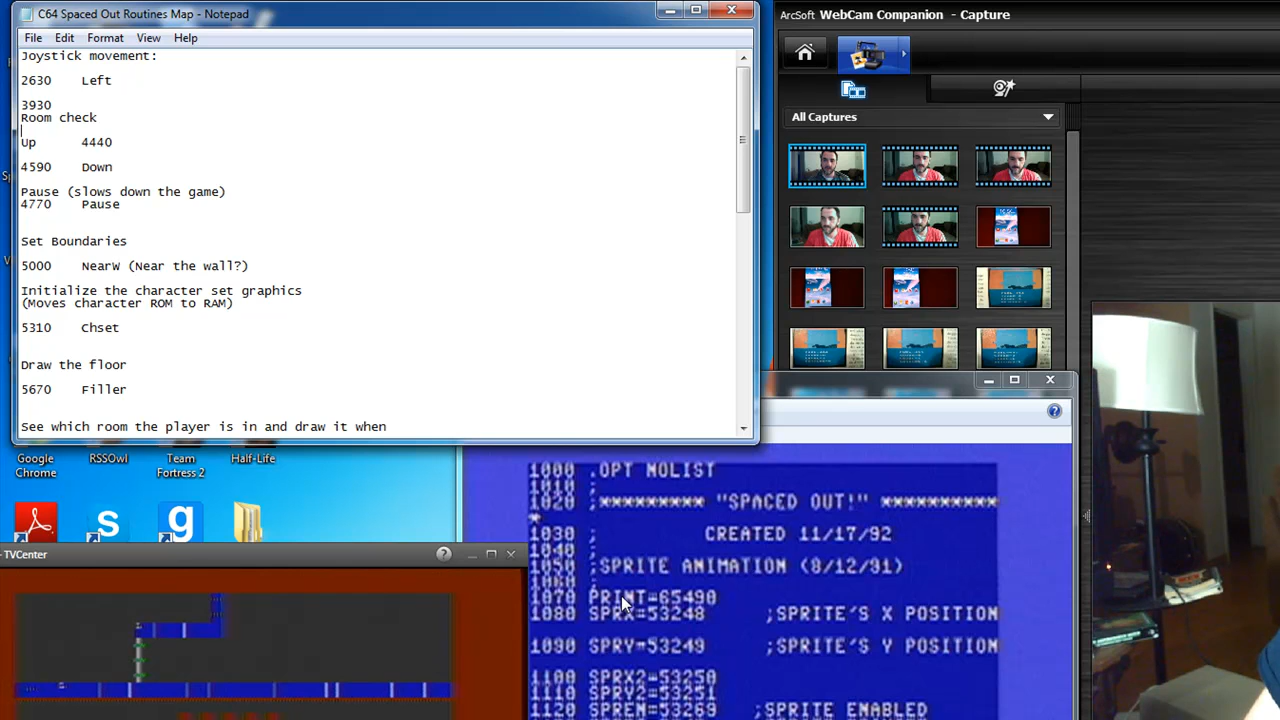 C64 Spaced Out Routines Map - Notepad
File Edit Format View Help
Joystick movement:
2630 Left
3930
Room check
Up 4440
4590 Down
Pause (slows down the game)
4770 Pause
Set Boundaries
5000 NearW (Near the wall?)
Initialize the character set graphics
(Moves character ROM to RAM)
5310 Chset
Draw the floor
5670 Filler
See which room the player is in and draw it when
ArcSoft WebCam Companion - Capture
All Captures
Google Chrome
RSSOwl
Team Fortress 2
Half-Life
TVCenter
1000 .OPT NOLIST
1010 ;
1020 ;********* "SPACED OUT!" **********
*
1030 ; CREATED 11/17/92
1040 ;
1050 ;SPRITE ANIMATION (8/12/91)
1060 ;
1070 PRINT=65490
1080 SPRX=53248 ;SPRITE'S X POSITION
1090 SPRY=53249 ;SPRITE'S Y POSITION
1100 SPRX2=53250
1110 SPRY2=53251
1120 SPREN=53269 ;SPRITE ENABLED